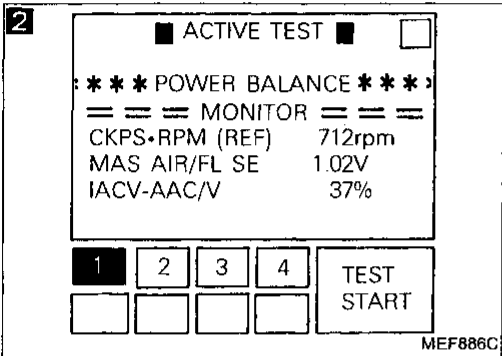 2
■ ACTIVE TEST ■
* * * POWER BALANCE * * *
= = = MONITOR = = =
CKPS•RPM (REF) 712rpm
MAS AIR/FL SE 1.02V
IACV-AAC/V 37%
1 2 3 4 TEST START
MEF886C